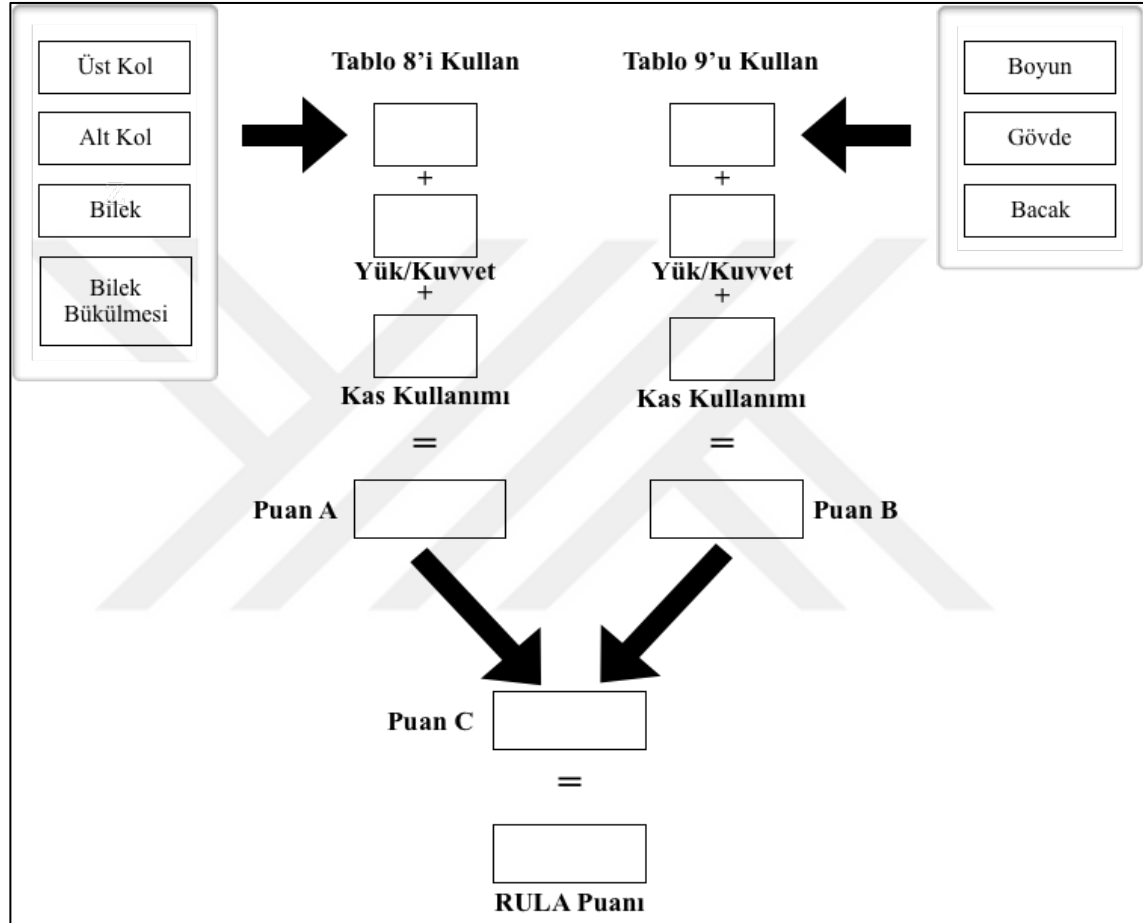 Üst Kol
Alt Kol
Bilek
Bilek
Bükülmesi
Tablo 8’i Kullan
+
Yük/Kuvvet
+
Kas Kullanımı
=
Puan A
Tablo 9’u Kullan
+
Yük/Kuvvet
+
Kas Kullanımı
=
Puan B
Boyun
Gövde
Bacak
Puan C
=
RULA Puanı